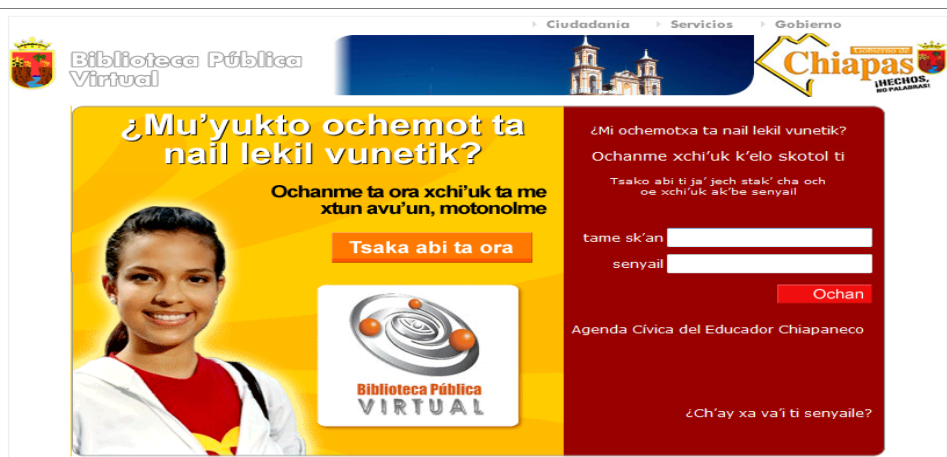 Ciudadanía Servicios Gobierno
Biblioteca Pública
Virtual
Gobierno de
Chiapas
¡HECHOS,
NO PALABRAS!
¿Mu'yukto ochemot ta
nail lekil vunetik?
Ochanme ta ora xchi'uk ta me
xtun avu'un, motonolme
Tsaka abi ta ora
Biblioteca Pública
VIRTUAL
¿Mi ochemotxa ta nail lekil vunetik?
Ochanme xchi'uk k'elo skotol ti
Tsako abi ti ja' jech stak' cha och
oe xchi'uk ak'be senyail
tame sk'an
senyail
Ochan
Agenda Cívica del Educador Chiapaneco
¿Ch'ay xa va'i ti senyaile?